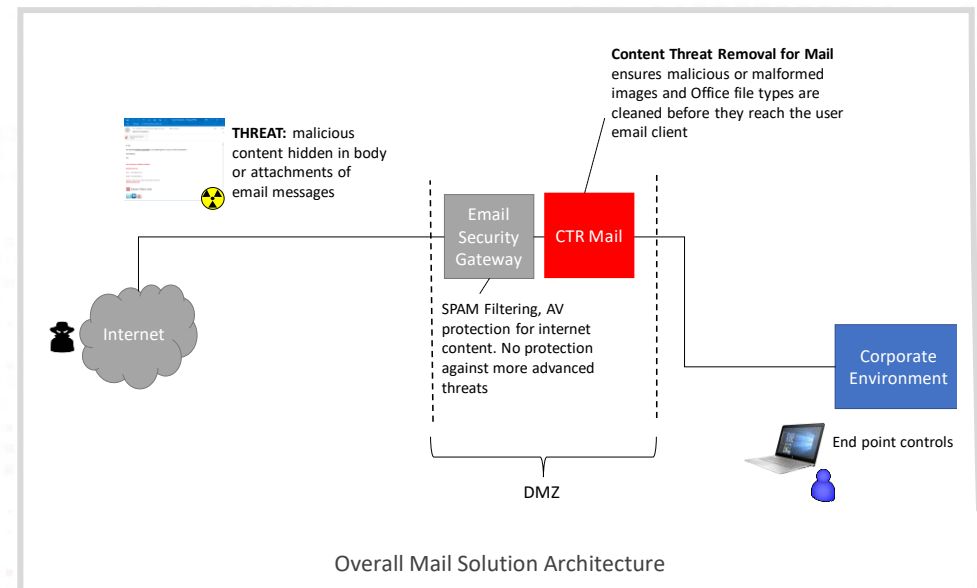 Content Threat Removal for Mail
ensures malicious or malformed
images and Office file types are
cleaned before they reach the user
email client
THREAT: malicious
content hidden in body
or attachments of
email messages
Email
Security
Gateway
CTR Mail
SPAM Filtering, AV
protection for internet
content. No protection
against more advanced
threats
Internet
Corporate
Environment
End point controls
DMZ
Overall Mail Solution Architecture